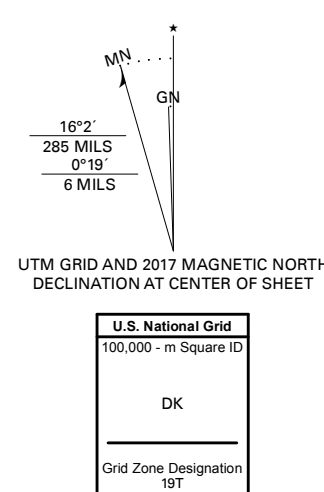 ★
MN
GN
16°2´
285 MILS
0°19´
6 MILS
UTM GRID AND 2017 MAGNETIC NORTH
DECLINATION AT CENTER OF SHEET
U.S. National Grid
100,000 - m Square ID
DK
Grid Zone Designation
19T